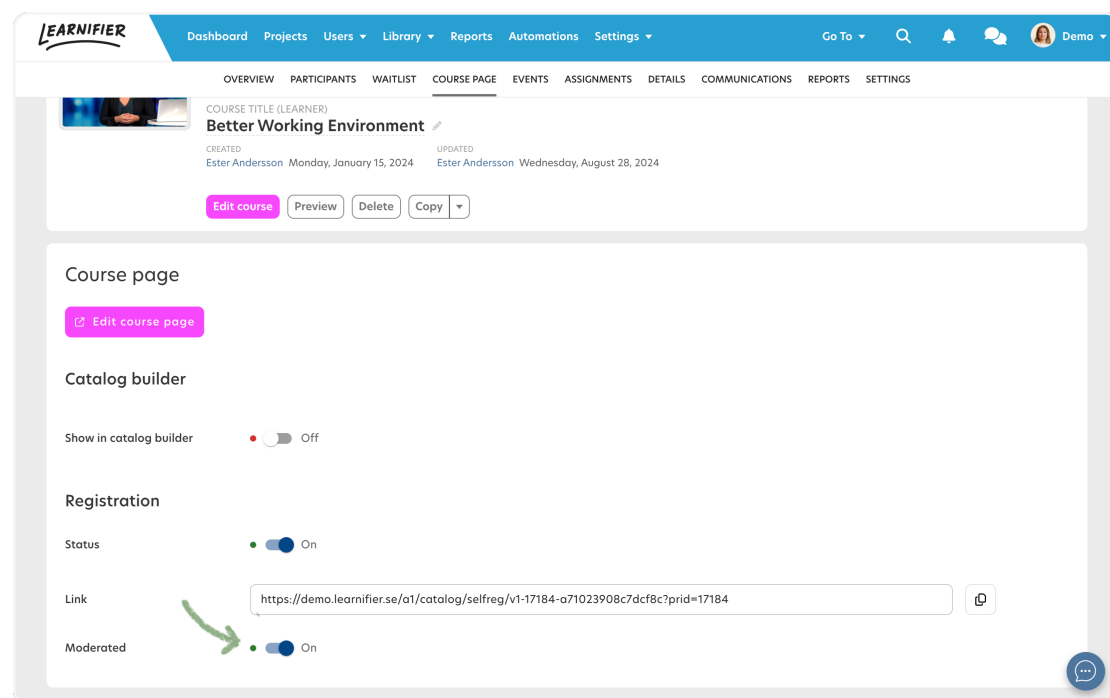 LEARNIFIER
Dashboard Projects Users Library Reports Automations Settings Go To Demo
OVERVIEW PARTICIPANTS WAITLIST COURSE PAGE EVENTS ASSIGNMENTS DETAILS COMMUNICATIONS REPORTS SETTINGS
COURSE TITLE (LEARNER)
Better Working Environment
CREATED UPDATED
Ester Andersson Monday, January 15, 2024 Ester Andersson Wednesday, August 28, 2024
Edit course Preview Delete Copy
Course page
Edit course page
Catalog builder
Show in catalog builder Off
Registration
Status On
Link https://demo.learnifier.se/a1/catalog/selfreg/v1-17184-a71023908c7dcf8c?prid=17184
Moderated On